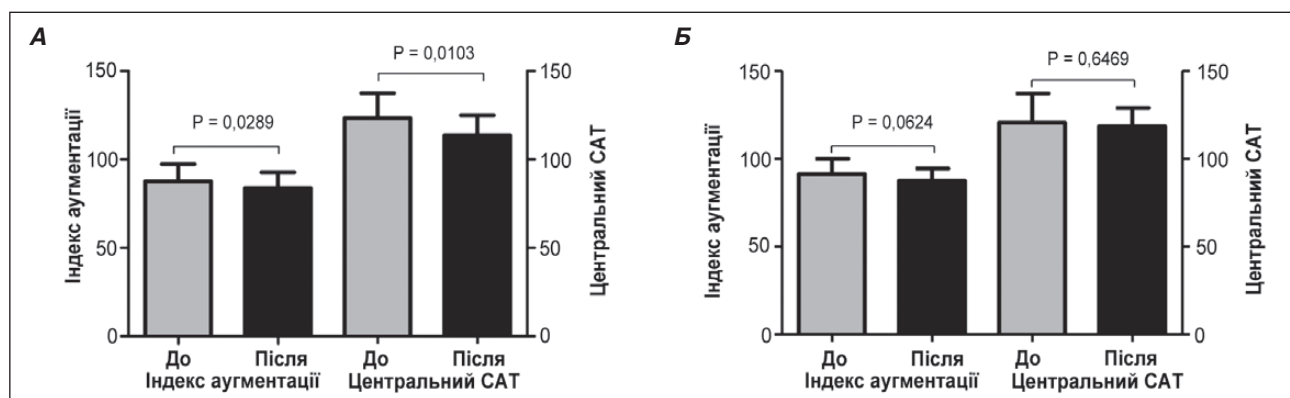 А
P = 0,0103
P = 0,0289
150
100
50
0
Індекс аугментації
150
100
50
0
Центральний САТ
До Після До Після
Індекс аугментації Центральний САТ
Б
P = 0,6469
P = 0,0624
150
100
50
0
Індекс аугментації
150
100
50
0
Центральний САТ
До Після До Після
Індекс аугментації Центральний САТ